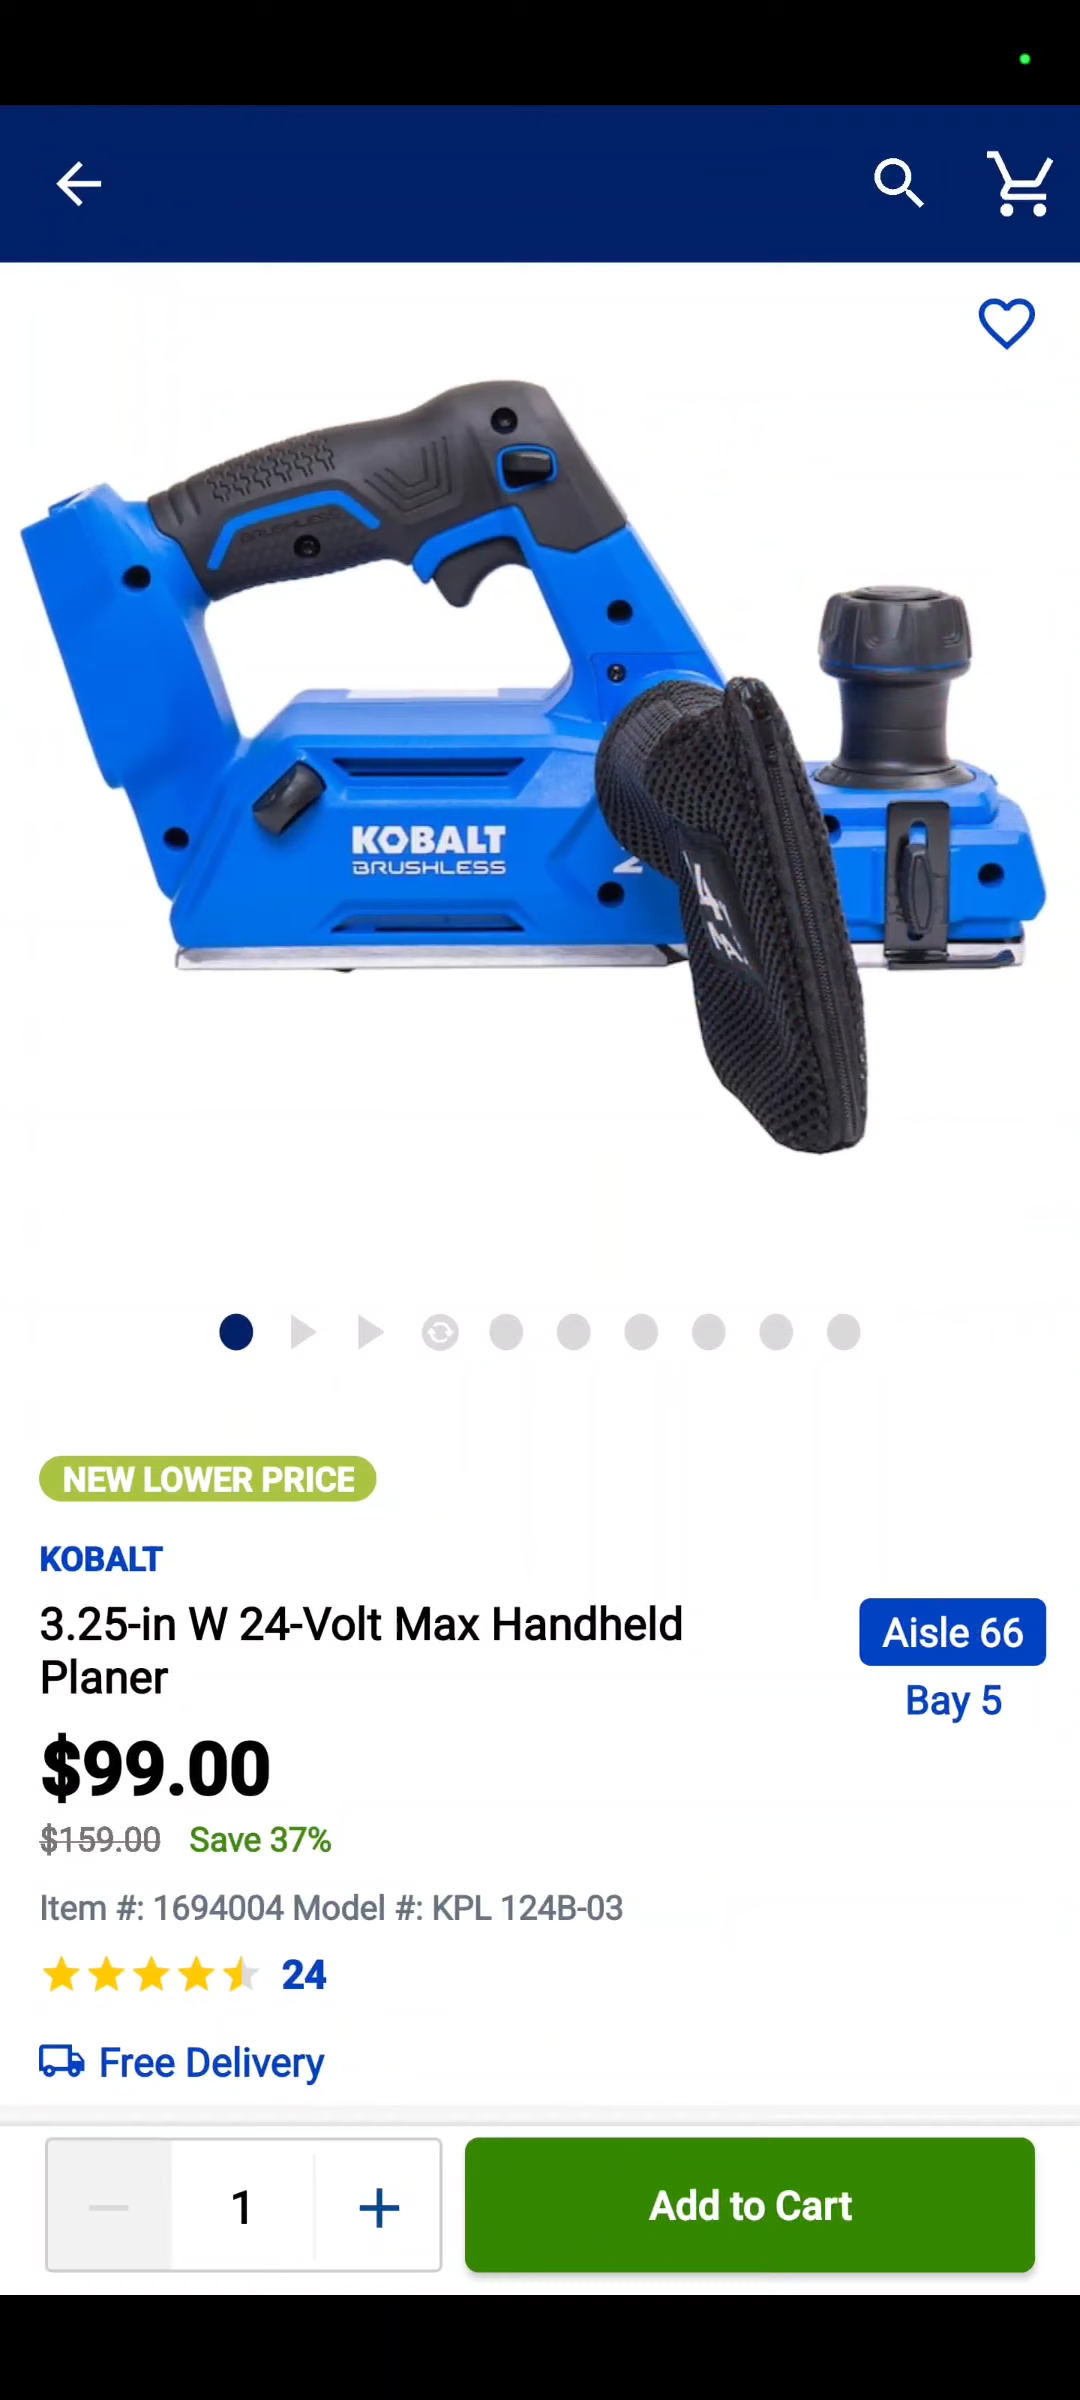 KOBALT
BRUSHLESS
NEW LOWER PRICE
KOBALT
3.25-in W 24-Volt Max Handheld
Planer
Aisle 66
Bay 5
$99.00
$159.00 Save 37%
Item #: 1694004 Model #: KPL 124B-03
24
Free Delivery
1
Add to Cart